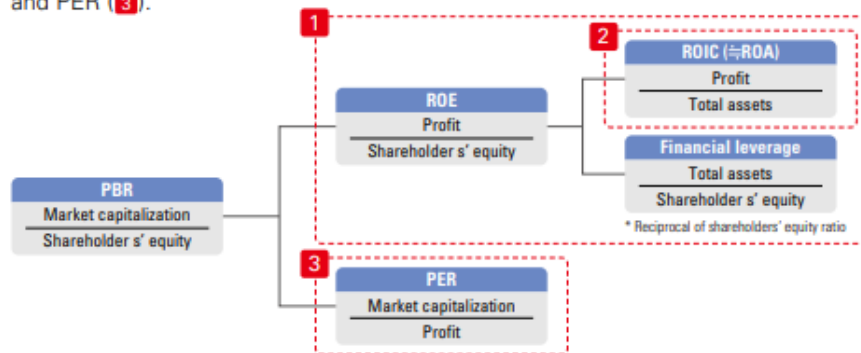 and PER (3).
1
2
ROIC (≒ROA)
Profit
Total assets
ROE
Profit
Shareholder s' equity
Financial leverage
Total assets
Shareholder s' equity
* Reciprocal of shareholders' equity ratio
PBR
Market capitalization
Shareholder s' equity
3
PER
Market capitalization
Profit